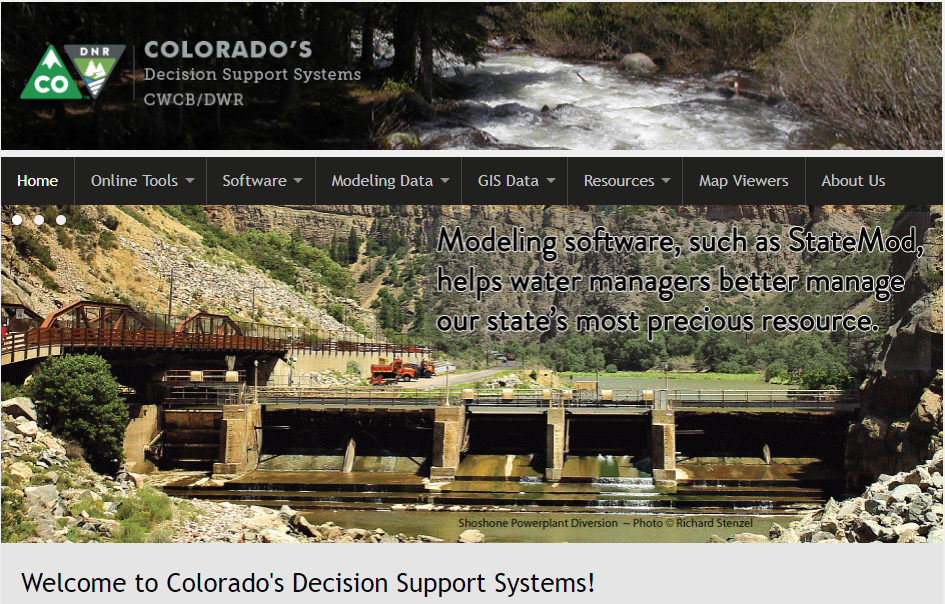 DNR
CO
COLORADO'S
Decision Support Systems
CWCB/DWR
Home Online Tools Software Modeling Data GIS Data Resources Map Viewers About Us
Modeling software, such as StateMod,
helps water managers better manage
our state's most precious resource.
Shoshone Powerplant Diversion ~ Photo © Richard Stenzel
Welcome to Colorado's Decision Support Systems!